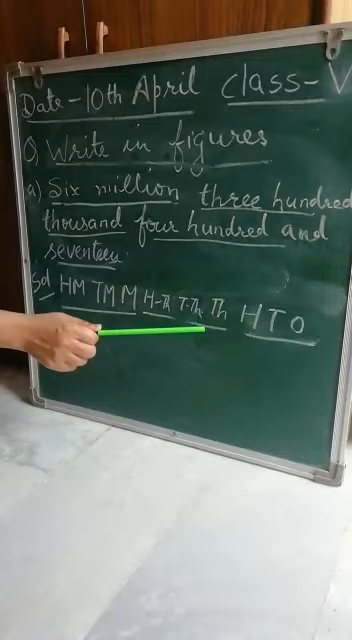 Date - 10th April class - V
Q, Write in figures
a) Six million three hundred
thousand four hundred and
seventeen.
Sol HM TM M H-Th T-Th Th H T O